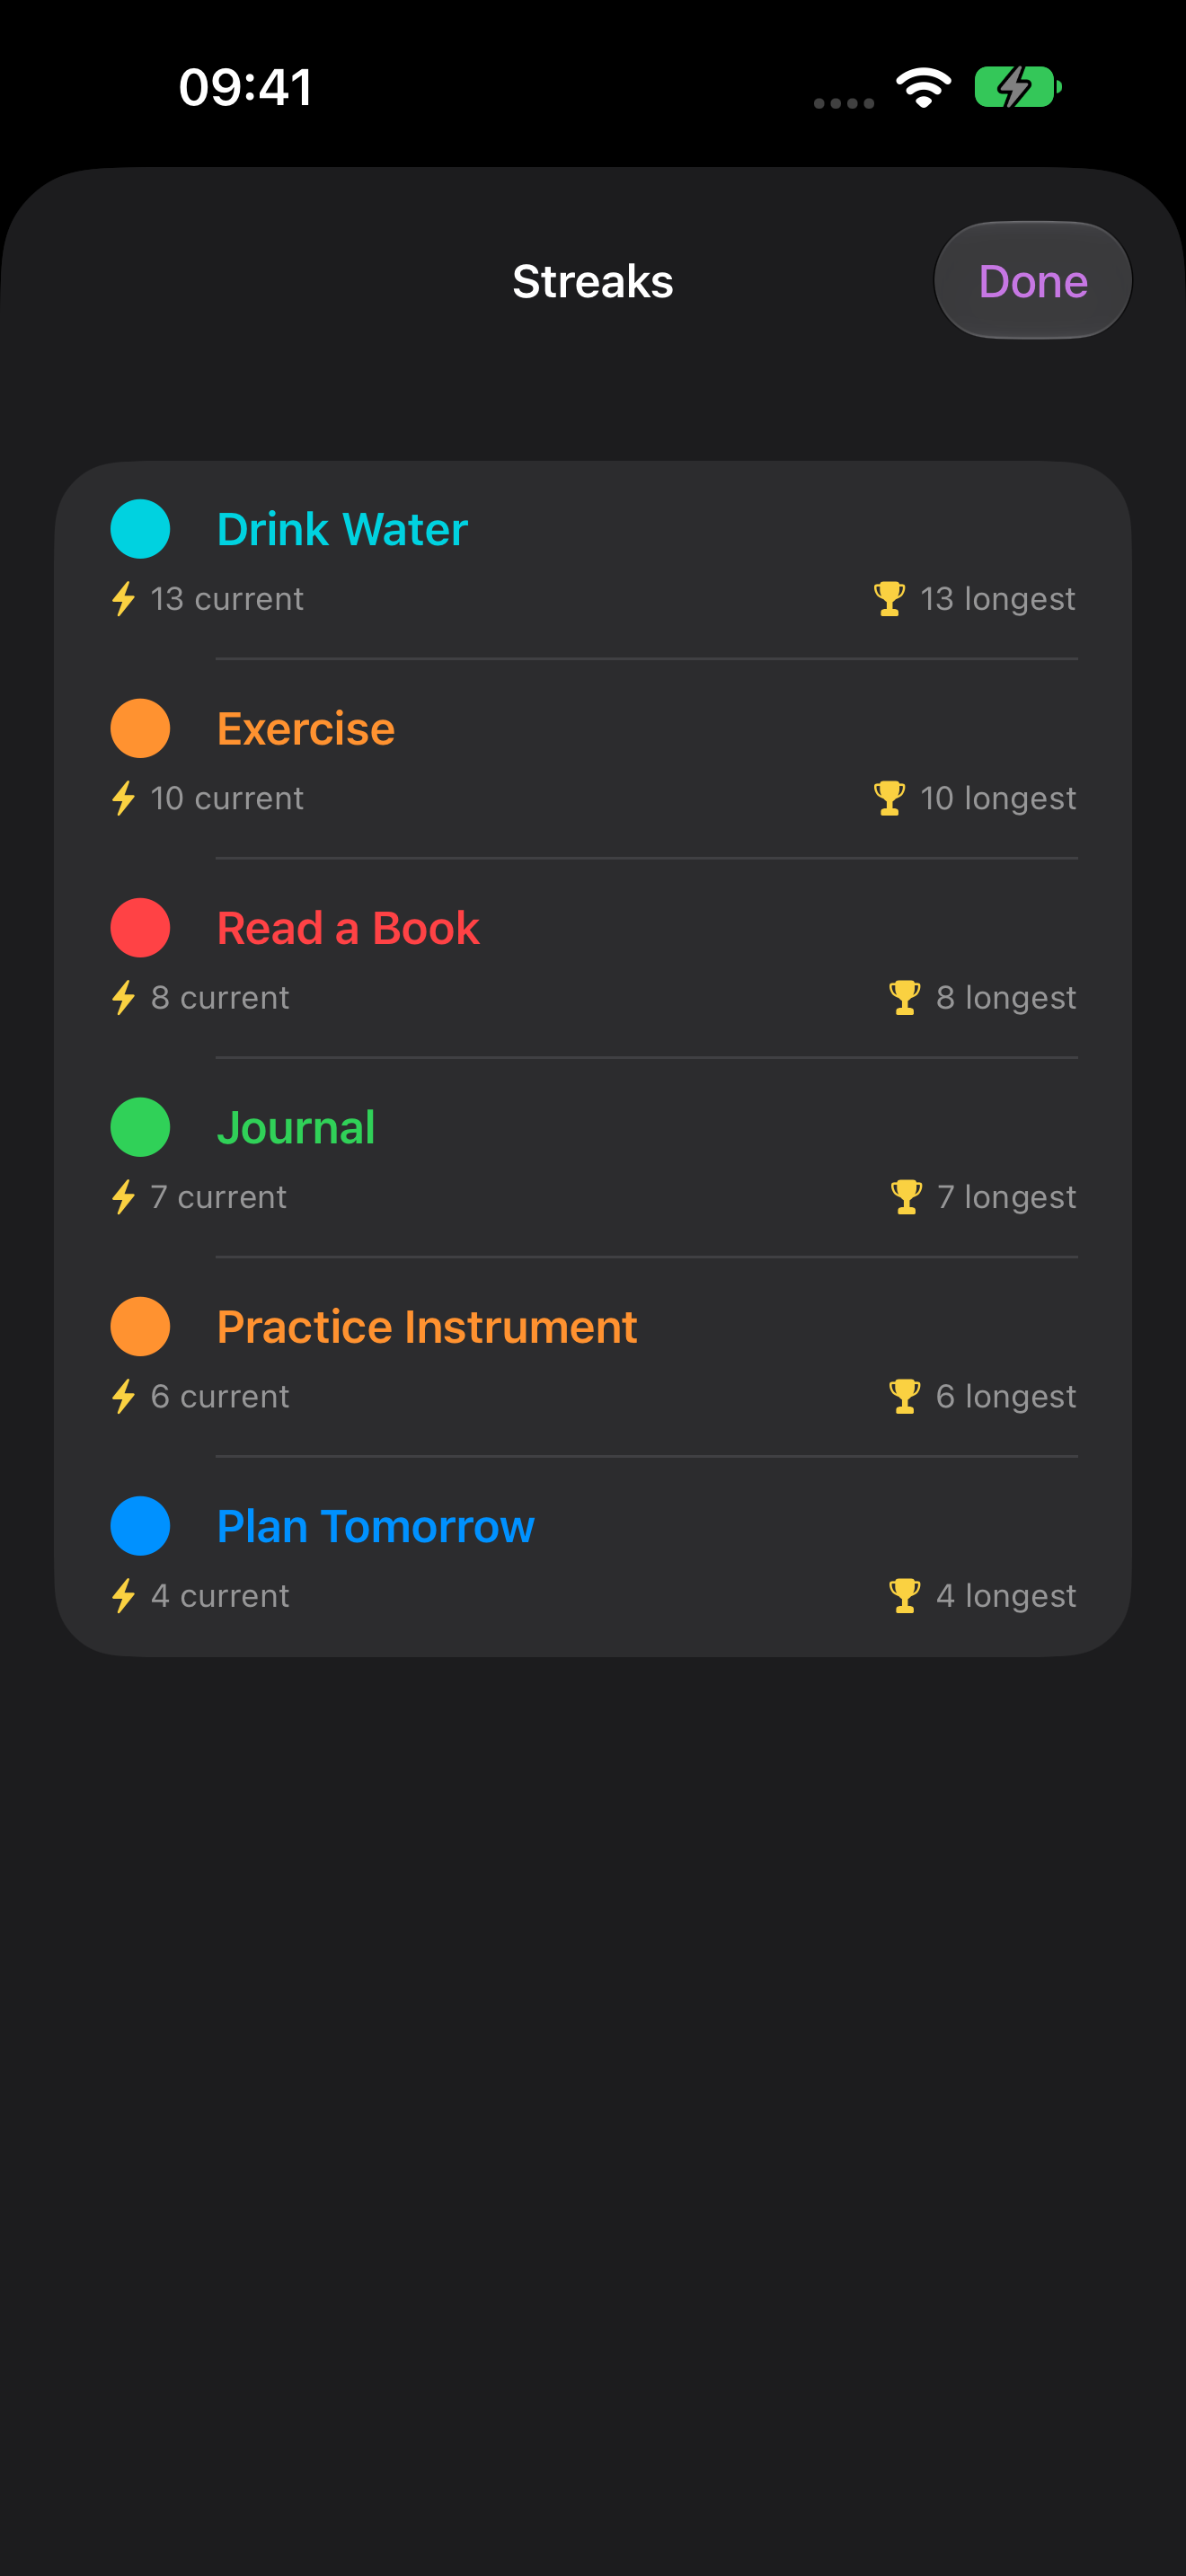 09:41
Streaks
Done
Drink Water
13 current
13 longest
Exercise
10 current
10 longest
Read a Book
8 current
8 longest
Journal
7 current
7 longest
Practice Instrument
6 current
6 longest
Plan Tomorrow
4 current
4 longest